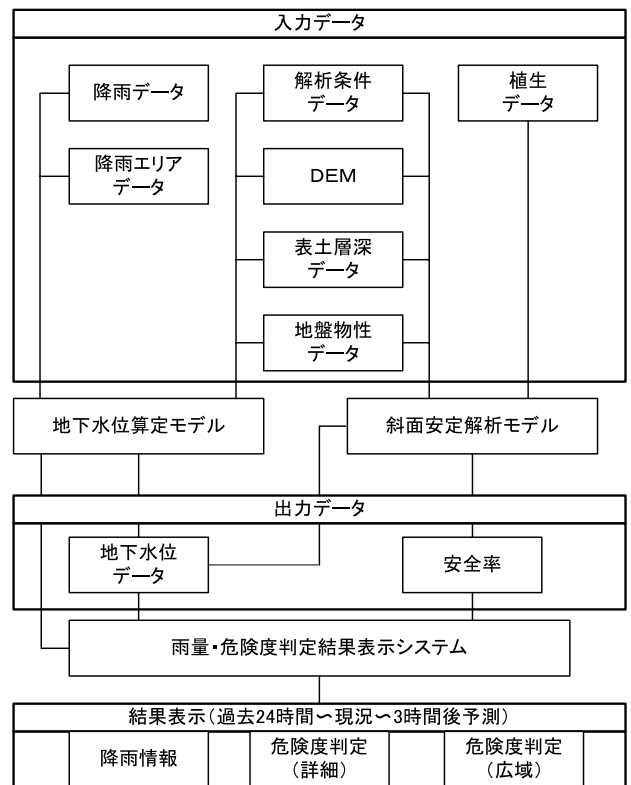 入力データ
降雨データ
解析条件
データ
植生
データ
降雨エリア
データ
DEM
表土層深
データ
地盤物性
データ
地下水位算定モデル
斜面安定解析モデル
出力データ
地下水位
データ
安全率
雨量・危険度判定結果表示システム
結果表示(過去24時間～現況～3時間後予測)
降雨情報
危険度判定
(詳細)
危険度判定
(広域)